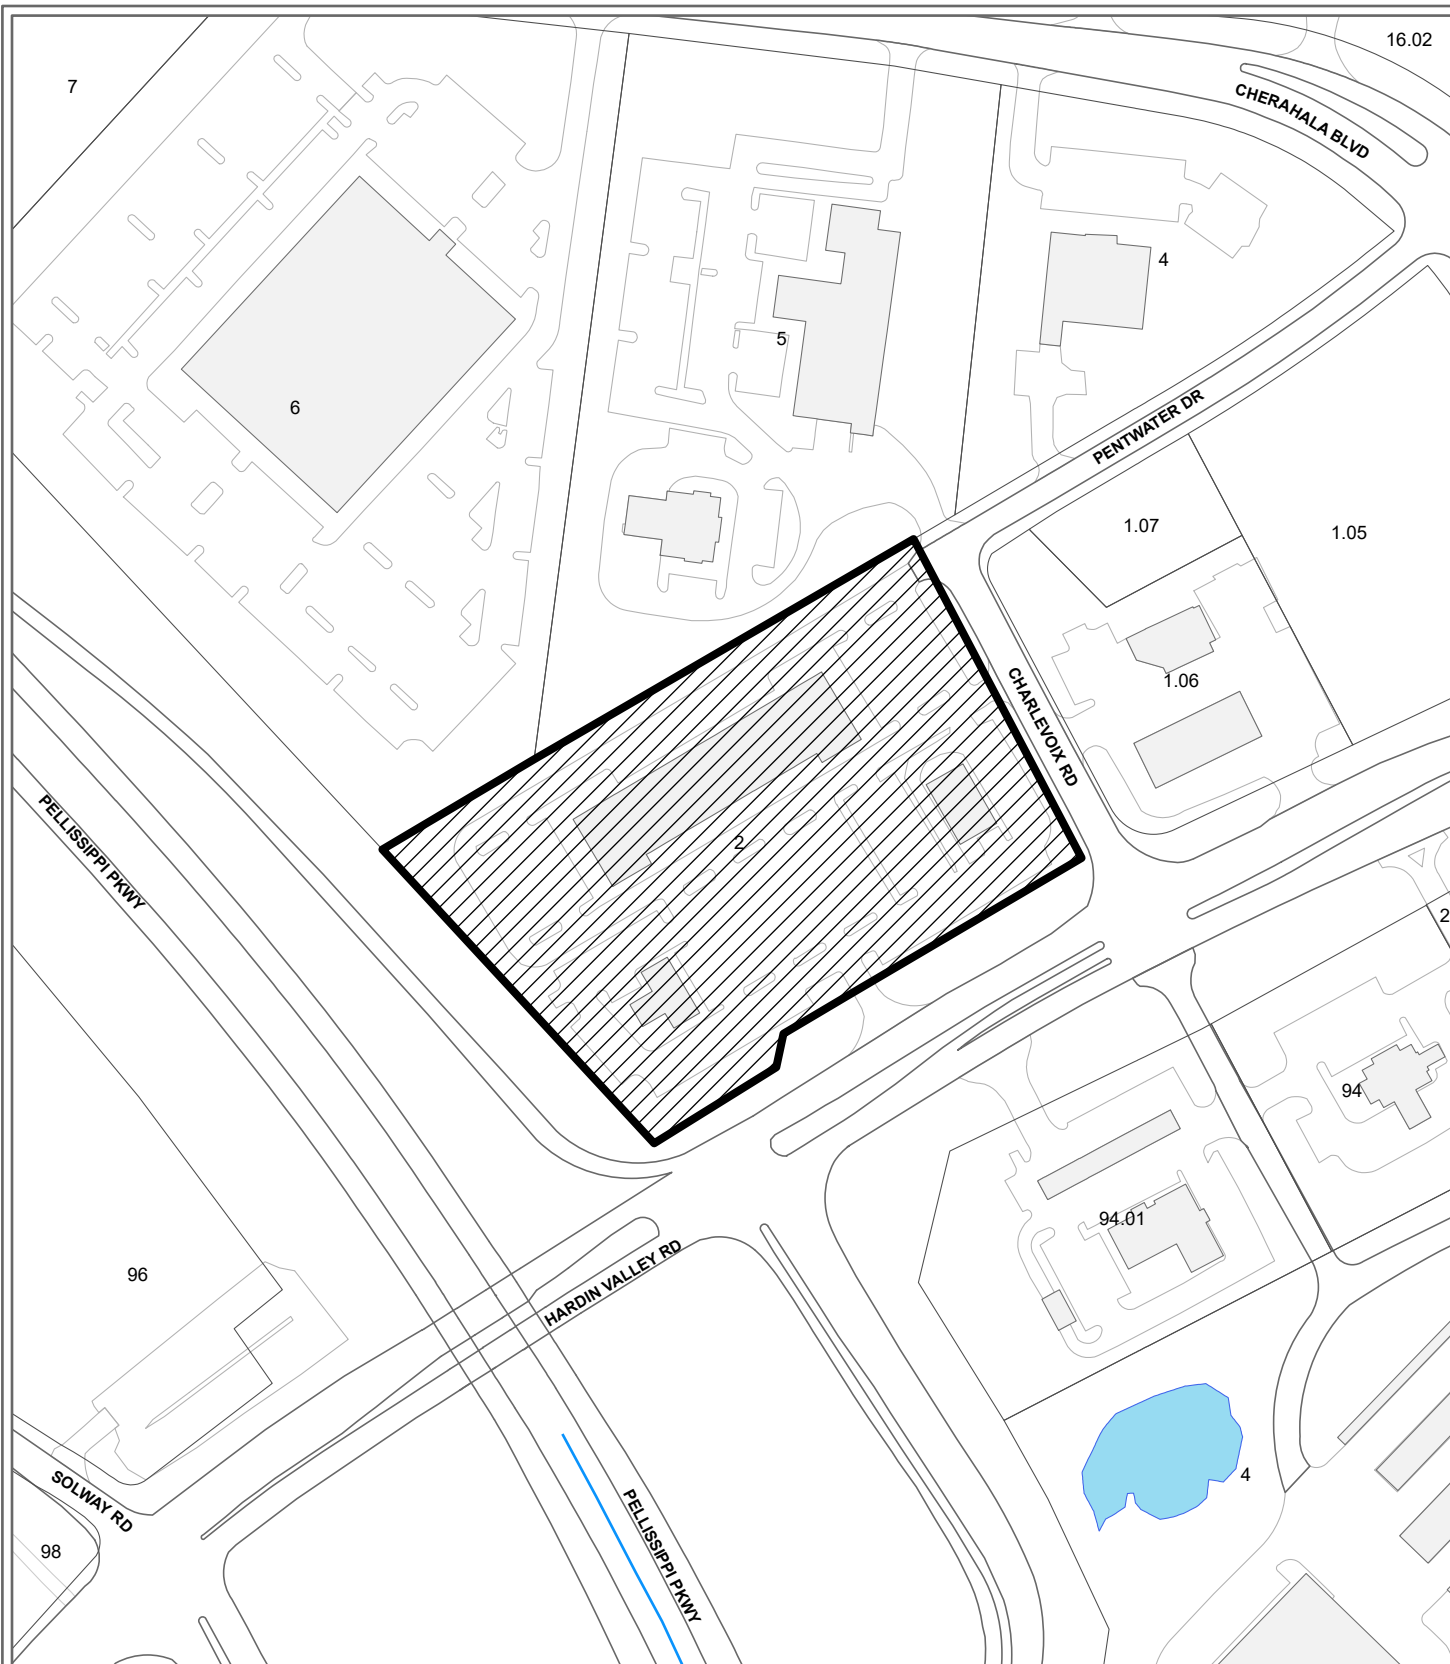 16.02
7
CHERAHALA BLVD
4
5
6
PENTWATER DR
1.07
1.05
CHARLEVOIX RD
1.06
PELLISSIPPI PKWY
2
2
94
94.01
HARDIN VALLEY RD
96
4
SOLWAY RD
PELLISSIPPI PKWY
98